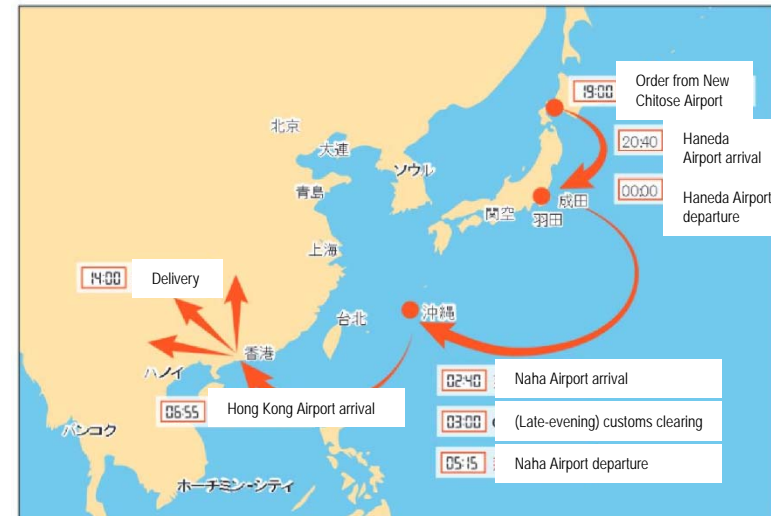 19:00
Order from New
Chitose Airport
20:40
Haneda
Airport arrival
00:00
Haneda Airport
departure
北京
大連
ソウル
青島
成田
関空
羽田
上海
14:00
Delivery
台北
沖縄
香港
ハノイ
02:40
Naha Airport arrival
06:55
Hong Kong Airport arrival
03:00
(Late-evening) customs clearing
バンコク
05:15
Naha Airport departure
ホーチミン・シティ